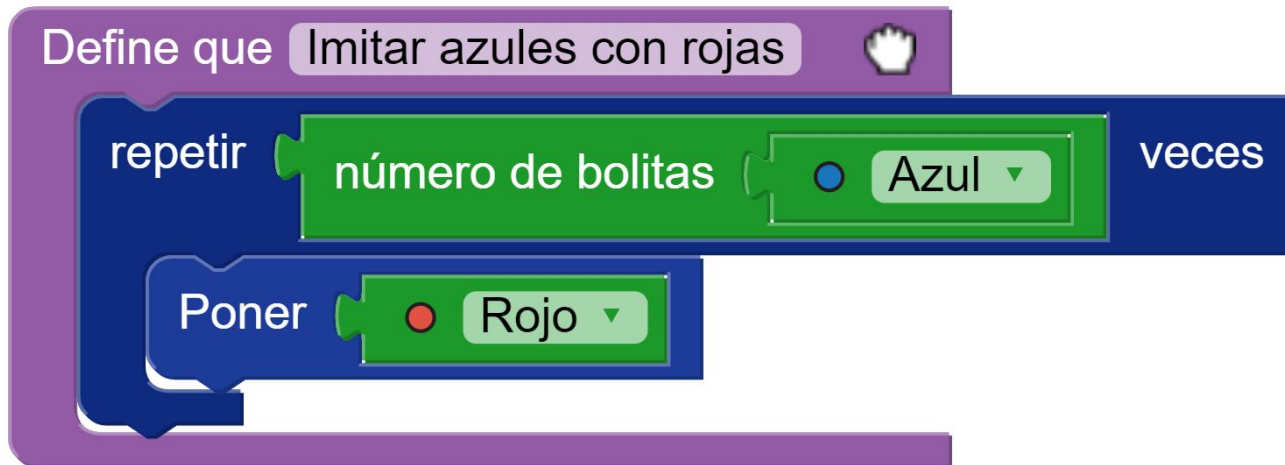 Define que Imitar azules con rojas
repetir número de bolitas Azul veces
Poner Rojo